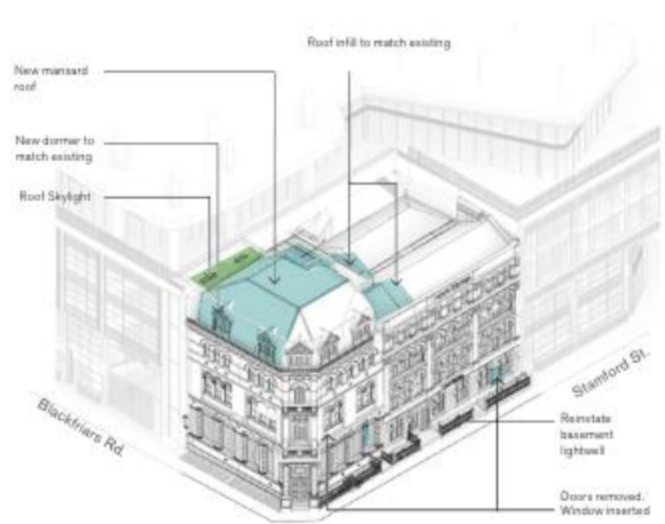 Roof infill to match existing
New mansard
roof
New dormer to
match existing
Roof Skylight
Blackfriars Rd.
Stamford St.
Reinstate
basement
lightwell
Doors removed.
Window inserted